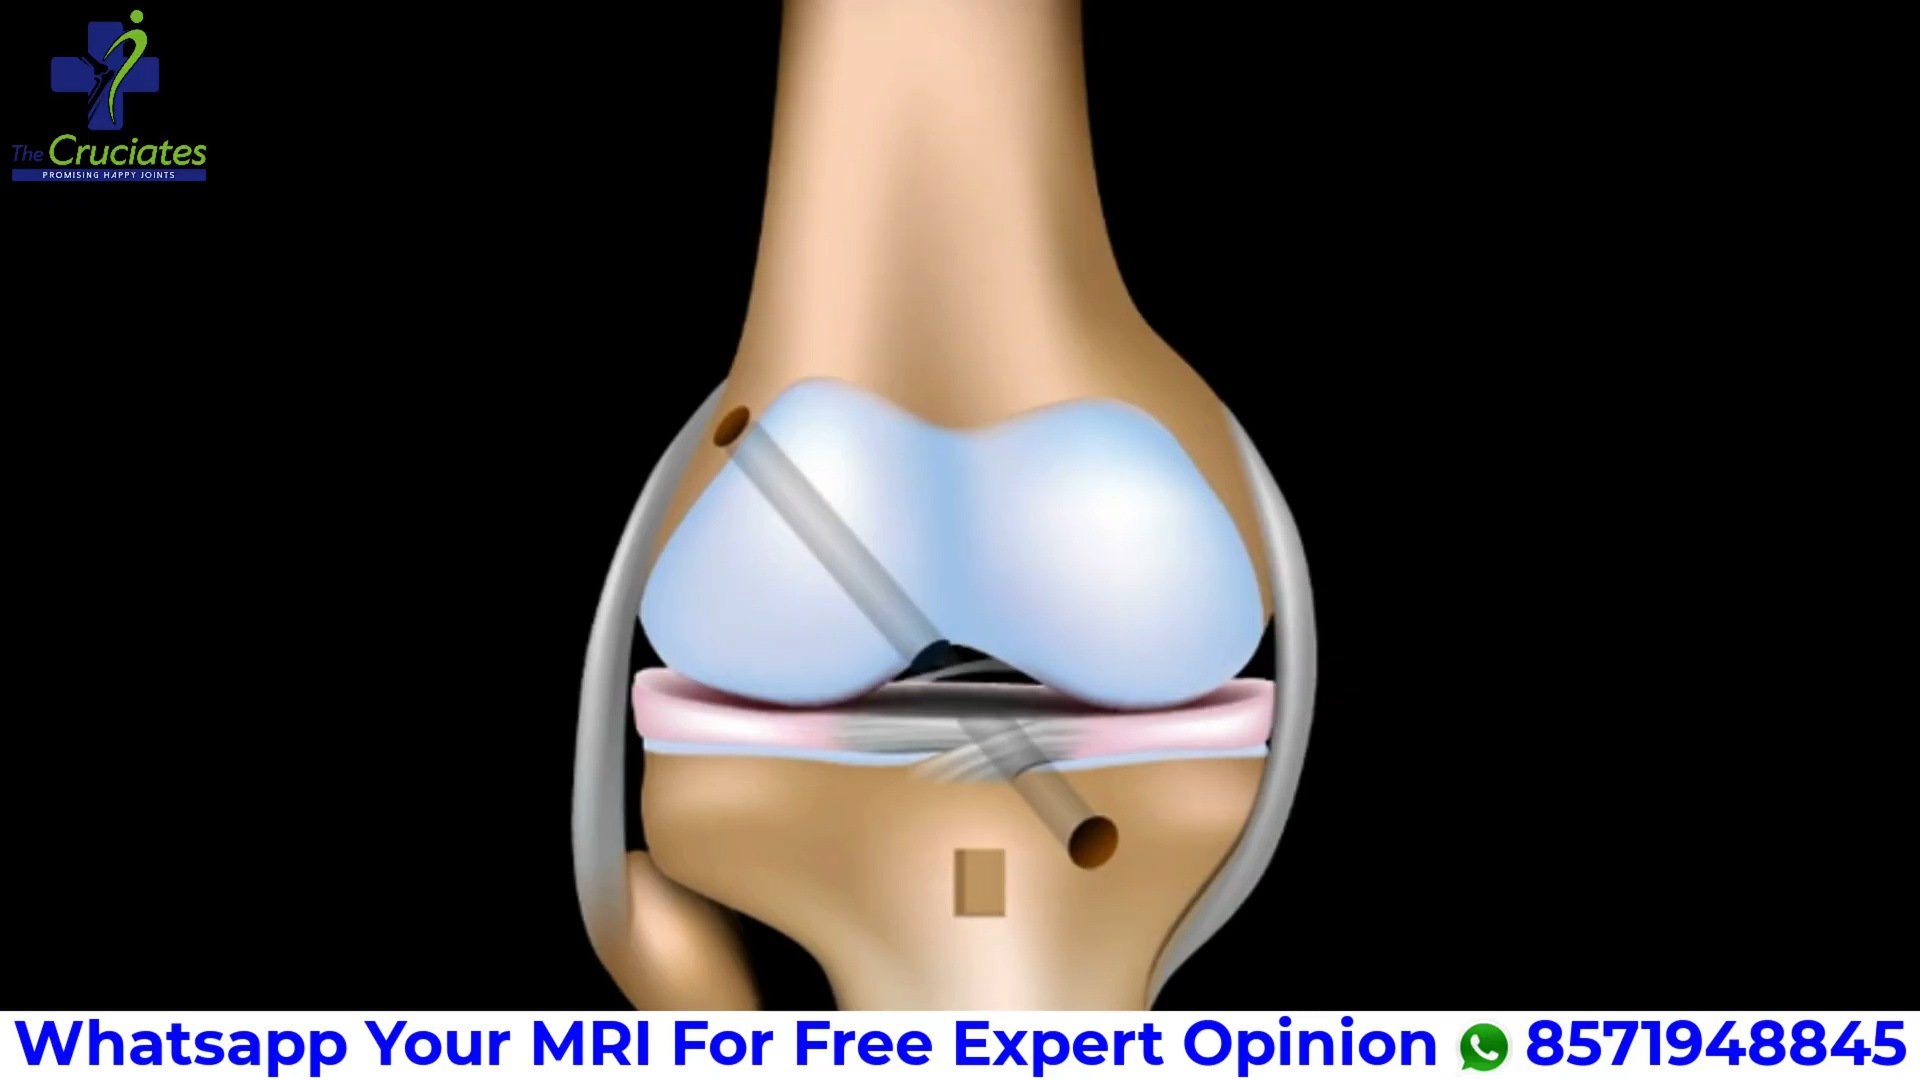 The Cruciates
PROMISING HAPPY JOINTS
Whatsapp Your MRI For Free Expert Opinion 8571948845